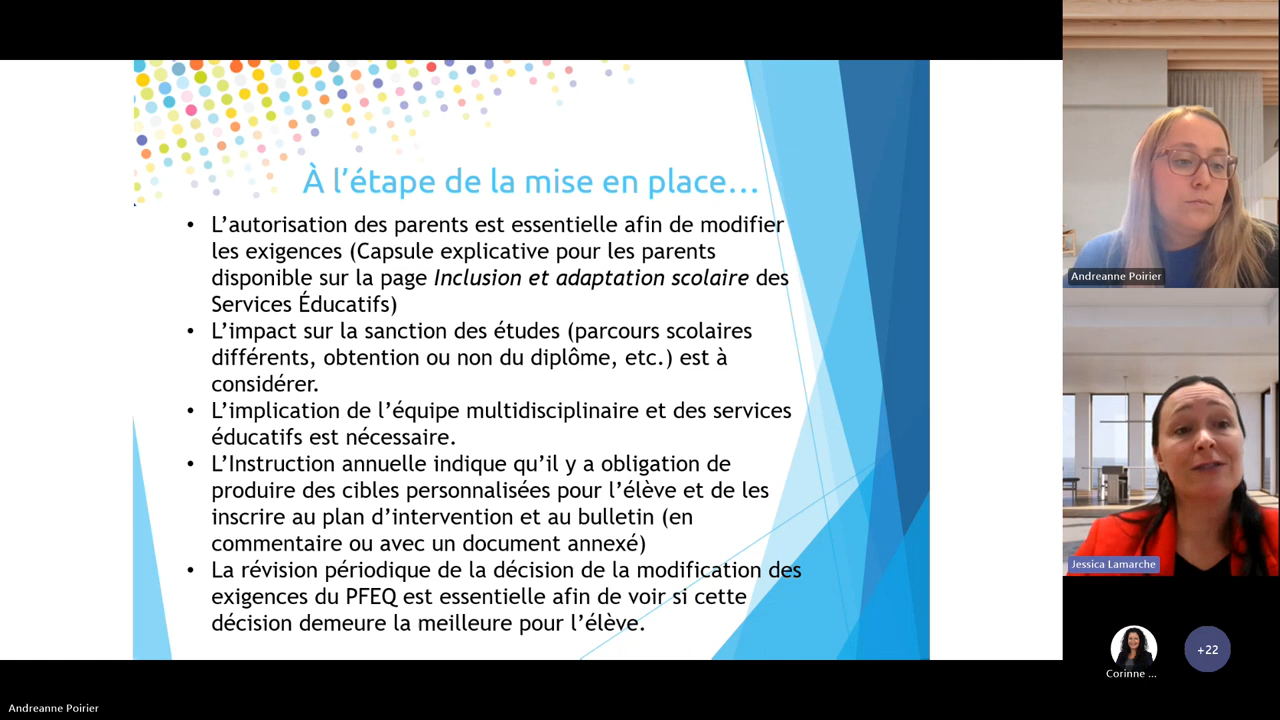 À l’étape de la mise en place…
• L’autorisation des parents est essentielle afin de modifier
les exigences (Capsule explicative pour les parents
disponible sur la page Inclusion et adaptation scolaire des
Services Éducatifs)
• L’impact sur la sanction des études (parcours scolaires
différents, obtention ou non du diplôme, etc.) est à
considérer.
• L’implication de l’équipe multidisciplinaire et des services
éducatifs est nécessaire.
• L’Instruction annuelle indique qu’il y a obligation de
produire des cibles personnalisées pour l’élève et de les
inscrire au plan d’intervention et au bulletin (en
commentaire ou avec un document annexé)
• La révision périodique de la décision de la modification des
exigences du PFEQ est essentielle afin de voir si cette
décision demeure la meilleure pour l’élève.
Andreanne Poirier
Jessica Lamarche
Corinne ...
+22
Andreanne Poirier